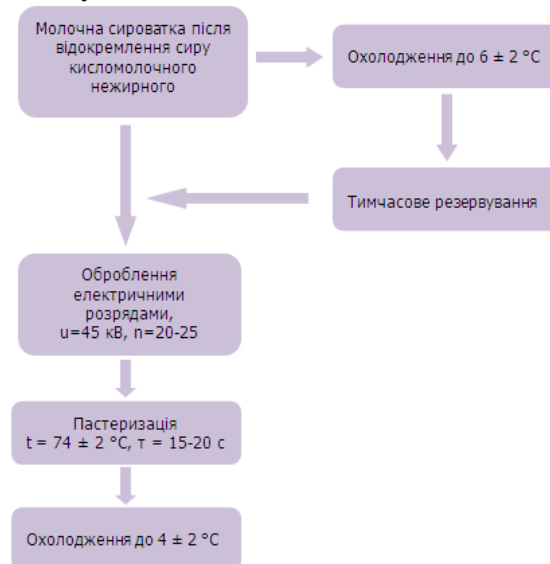 Молочна сироватка після
відокремлення сиру
кисломолочного
нежирного
Охолодження до 6 ± 2 °C
Тимчасове резервування
Оброблення
електричними
розрядами,
u=45 кВ, n=20-25
Пастеризація
t = 74 ± 2 °C, τ = 15-20 с
Охолодження до 4 ± 2 °C